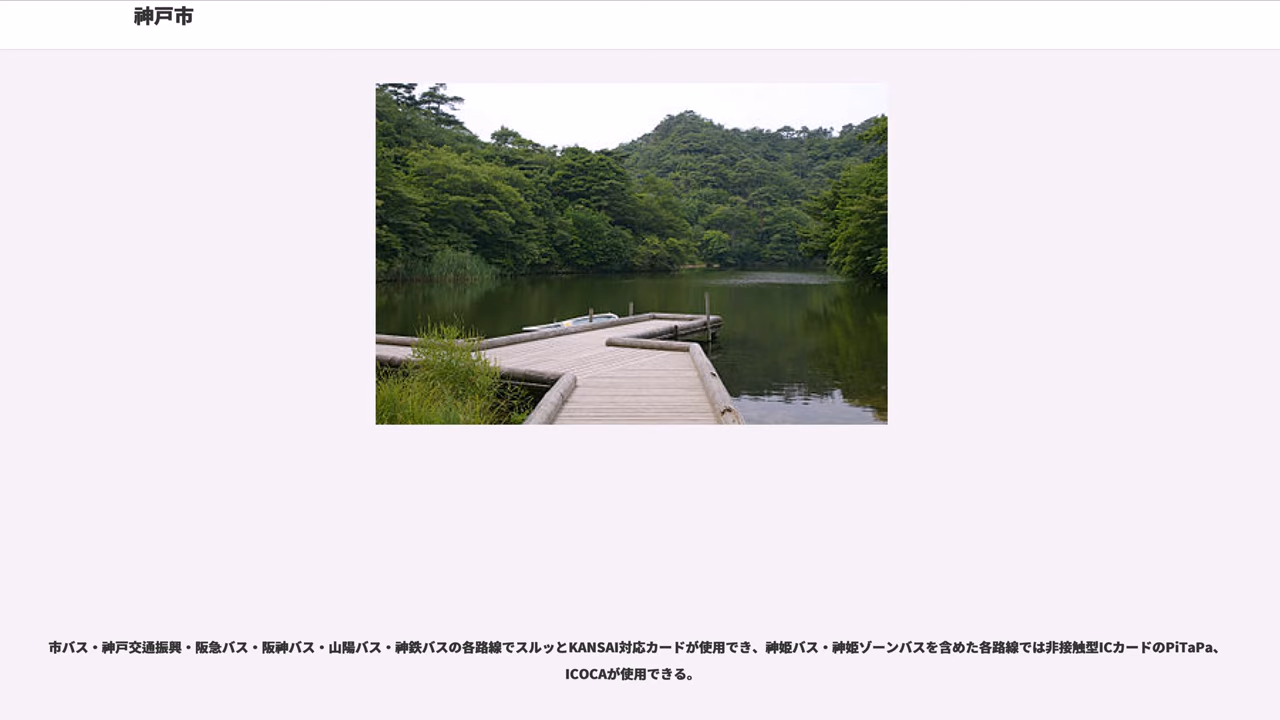 神戸市
市バス・神戸交通振興・阪急バス・阪神バス・山陽バス・神鉄バスの各路線でスルッとKANSAI対応カードが使用でき、神姫バス・神姫ゾーンバスを含めた各路線では非接触型ICカードのPiTaPa、
ICOCAが使用できる。